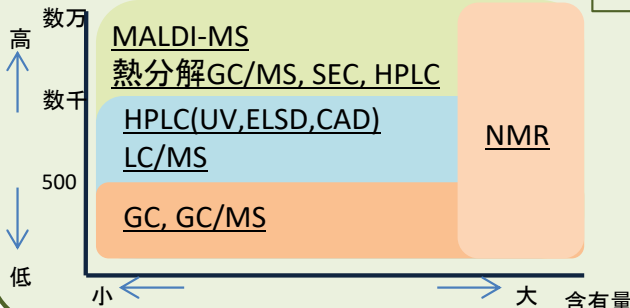 数万
高
MALDI-MS
熱分解GC/MS, SEC, HPLC
数千
HPLC(UV,ELSD,CAD)
NMR
LC/MS
500
GC, GC/MS
低
小
大
含有量